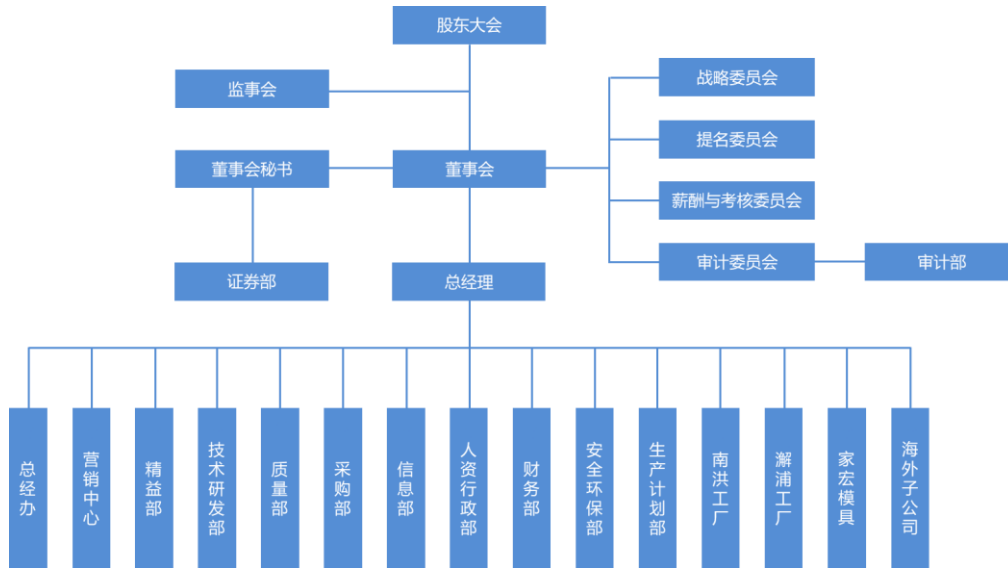 股东大会
监事会
战略委员会
提名委员会
董事会秘书
董事会
薪酬与考核委员会
审计委员会
审计部
证券部
总经理
总经办
营销中心
精益部
技术研发部
质量部
采购部
信息部
人资行政部
财务部
安全环保部
生产计划部
南洪工厂
澥浦工厂
家宏模具
海外子公司